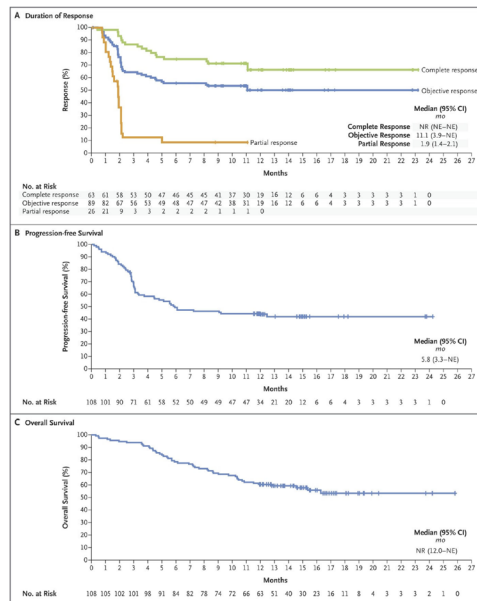 A Duration of Response
100
90
80
70
60
50
40
30
20
10
0
Response (%)
Complete response
Objective response
Partial response
Median (95% CI)
mo
Complete Response NR (NE–NE)
Objective Response 11.1 (3.9–NE)
Partial Response 1.9 (1.4–2.1)
0 1 2 3 4 5 6 7 8 9 10 11 12 13 14 15 16 17 18 19 20 21 22 23 24 25 26 27
Months
No. at Risk
Complete response 63 61 58 53 50 47 46 45 45 41 37 30 19 16 12 6 6 4 3 3 3 3 3 1 0
Objective response 89 82 67 56 53 49 48 47 47 42 38 31 19 16 12 6 6 4 3 3 3 3 3 1 0
Partial response 26 21 9 3 3 2 2 2 2 1 1 1 0
B Progression-free Survival
100
90
80
70
60
50
40
30
20
10
0
Progression-free Survival (%)
Median (95% CI)
mo
5.8 (3.3–NE)
0 1 2 3 4 5 6 7 8 9 10 11 12 13 14 15 16 17 18 19 20 21 22 23 24 25 26 27
Months
No. at Risk 108 101 90 71 61 58 52 50 49 49 47 47 34 21 20 12 6 6 4 3 3 3 3 3 1 0
C Overall Survival
100
90
80
70
60
50
40
30
20
10
0
Overall Survival (%)
Median (95% CI)
mo
NR (12.0–NE)
0 1 2 3 4 5 6 7 8 9 10 11 12 13 14 15 16 17 18 19 20 21 22 23 24 25 26 27
Months
No. at Risk 108 105 102 101 98 91 84 82 78 74 72 66 63 51 40 30 23 16 11 8 4 3 3 3 2 1 0